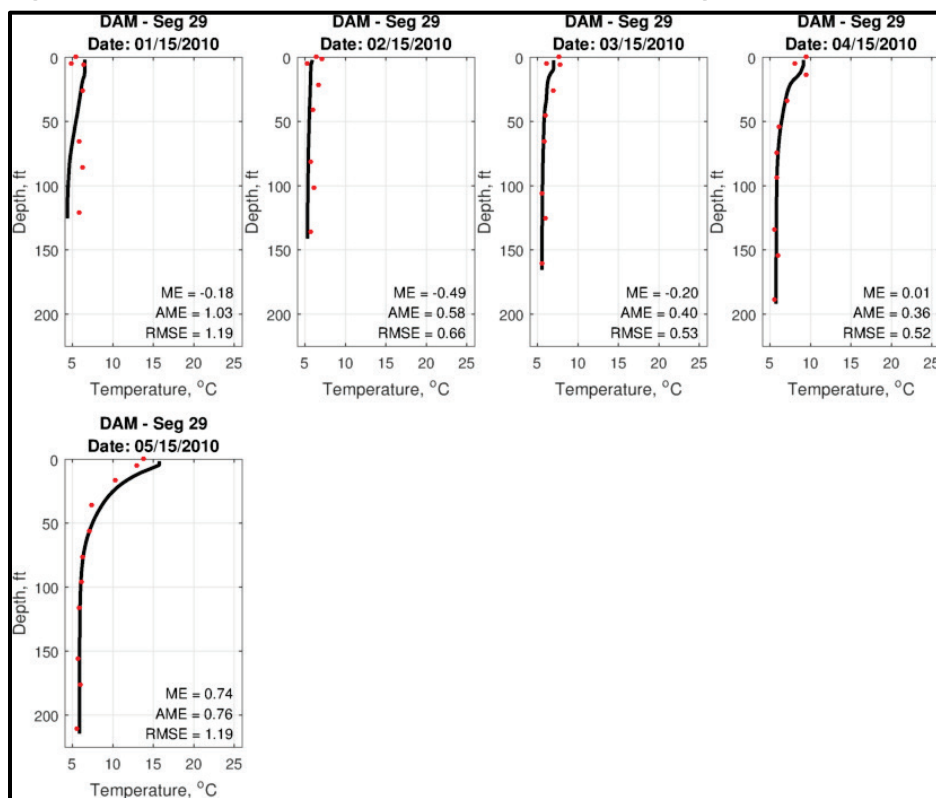 DAM - Seg 29
Date: 01/15/2010
0
50
100
150
200
Depth, ft
ME = -0.18
AME = 1.03
RMSE = 1.19
5 10 15 20 25
Temperature, °C
DAM - Seg 29
Date: 02/15/2010
0
50
100
150
200
Depth, ft
ME = -0.49
AME = 0.58
RMSE = 0.66
5 10 15 20 25
Temperature, °C
DAM - Seg 29
Date: 03/15/2010
0
50
100
150
200
Depth, ft
ME = -0.20
AME = 0.40
RMSE = 0.53
5 10 15 20 25
Temperature, °C
DAM - Seg 29
Date: 04/15/2010
0
50
100
150
200
Depth, ft
ME = 0.01
AME = 0.36
RMSE = 0.52
5 10 15 20 25
Temperature, °C
DAM - Seg 29
Date: 05/15/2010
0
50
100
150
200
Depth, ft
ME = 0.74
AME = 0.76
RMSE = 1.19
5 10 15 20 25
Temperature, °C